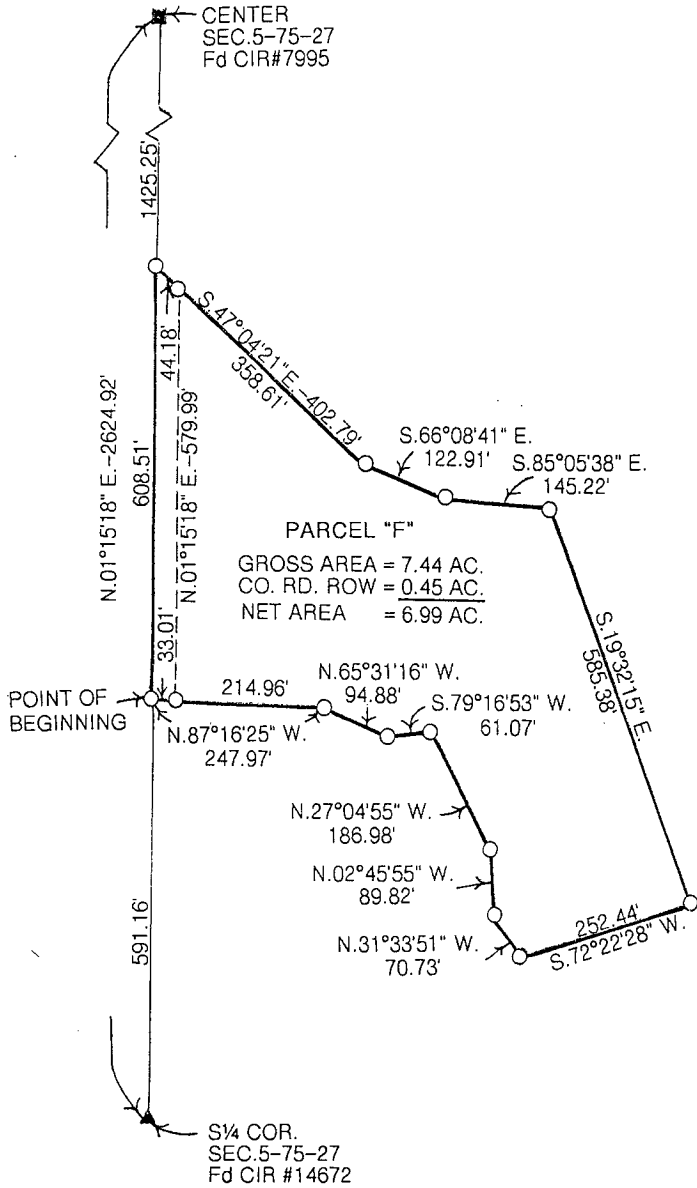 CENTER
SEC.5-75-27
Fd CIR#7995
1425.25'
44.18'
S.47°04'21"E.-402.79'
358.61'
N.01°15'18" E.-2624.92'
608.51'
N.01°15'18" E.-579.99'
S.66°08'41" E.
122.91'
S.85°05'38" E.
145.22'
PARCEL "F"
GROSS AREA = 7.44 AC.
CO. RD. ROW = 0.45 AC.
NET AREA = 6.99 AC.
S.19°32'15" E.
585.38'
33.01'
POINT OF
BEGINNING
214.96'
N.87°16'25" W.
247.97'
N.65°31'16" W.
94.88'
S.79°16'53" W.
61.07'
N.27°04'55" W.
186.98'
N.02°45'55" W.
89.82'
N.31°33'51" W.
70.73'
252.44'
S.72°22'28" W.
591.16'
S¼ COR.
SEC.5-75-27
Fd CIR #14672